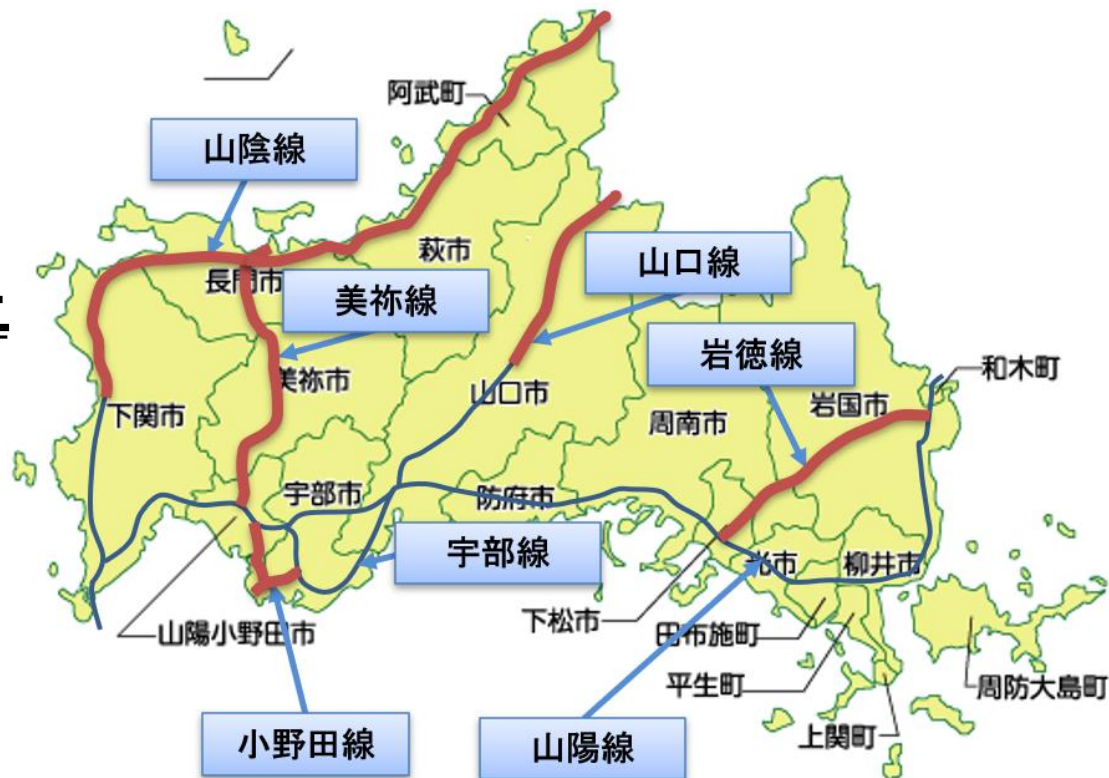 阿武町
山陰線
萩市
山口線
長門市
美祢線
岩徳線
和木町
美祢市
山口市
岩国市
下関市
周南市
宇部市
防府市
宇部線
光市
柳井市
下松市
山陽小野田市
田布施町
平生町
周防大島町
上関町
小野田線
山陽線